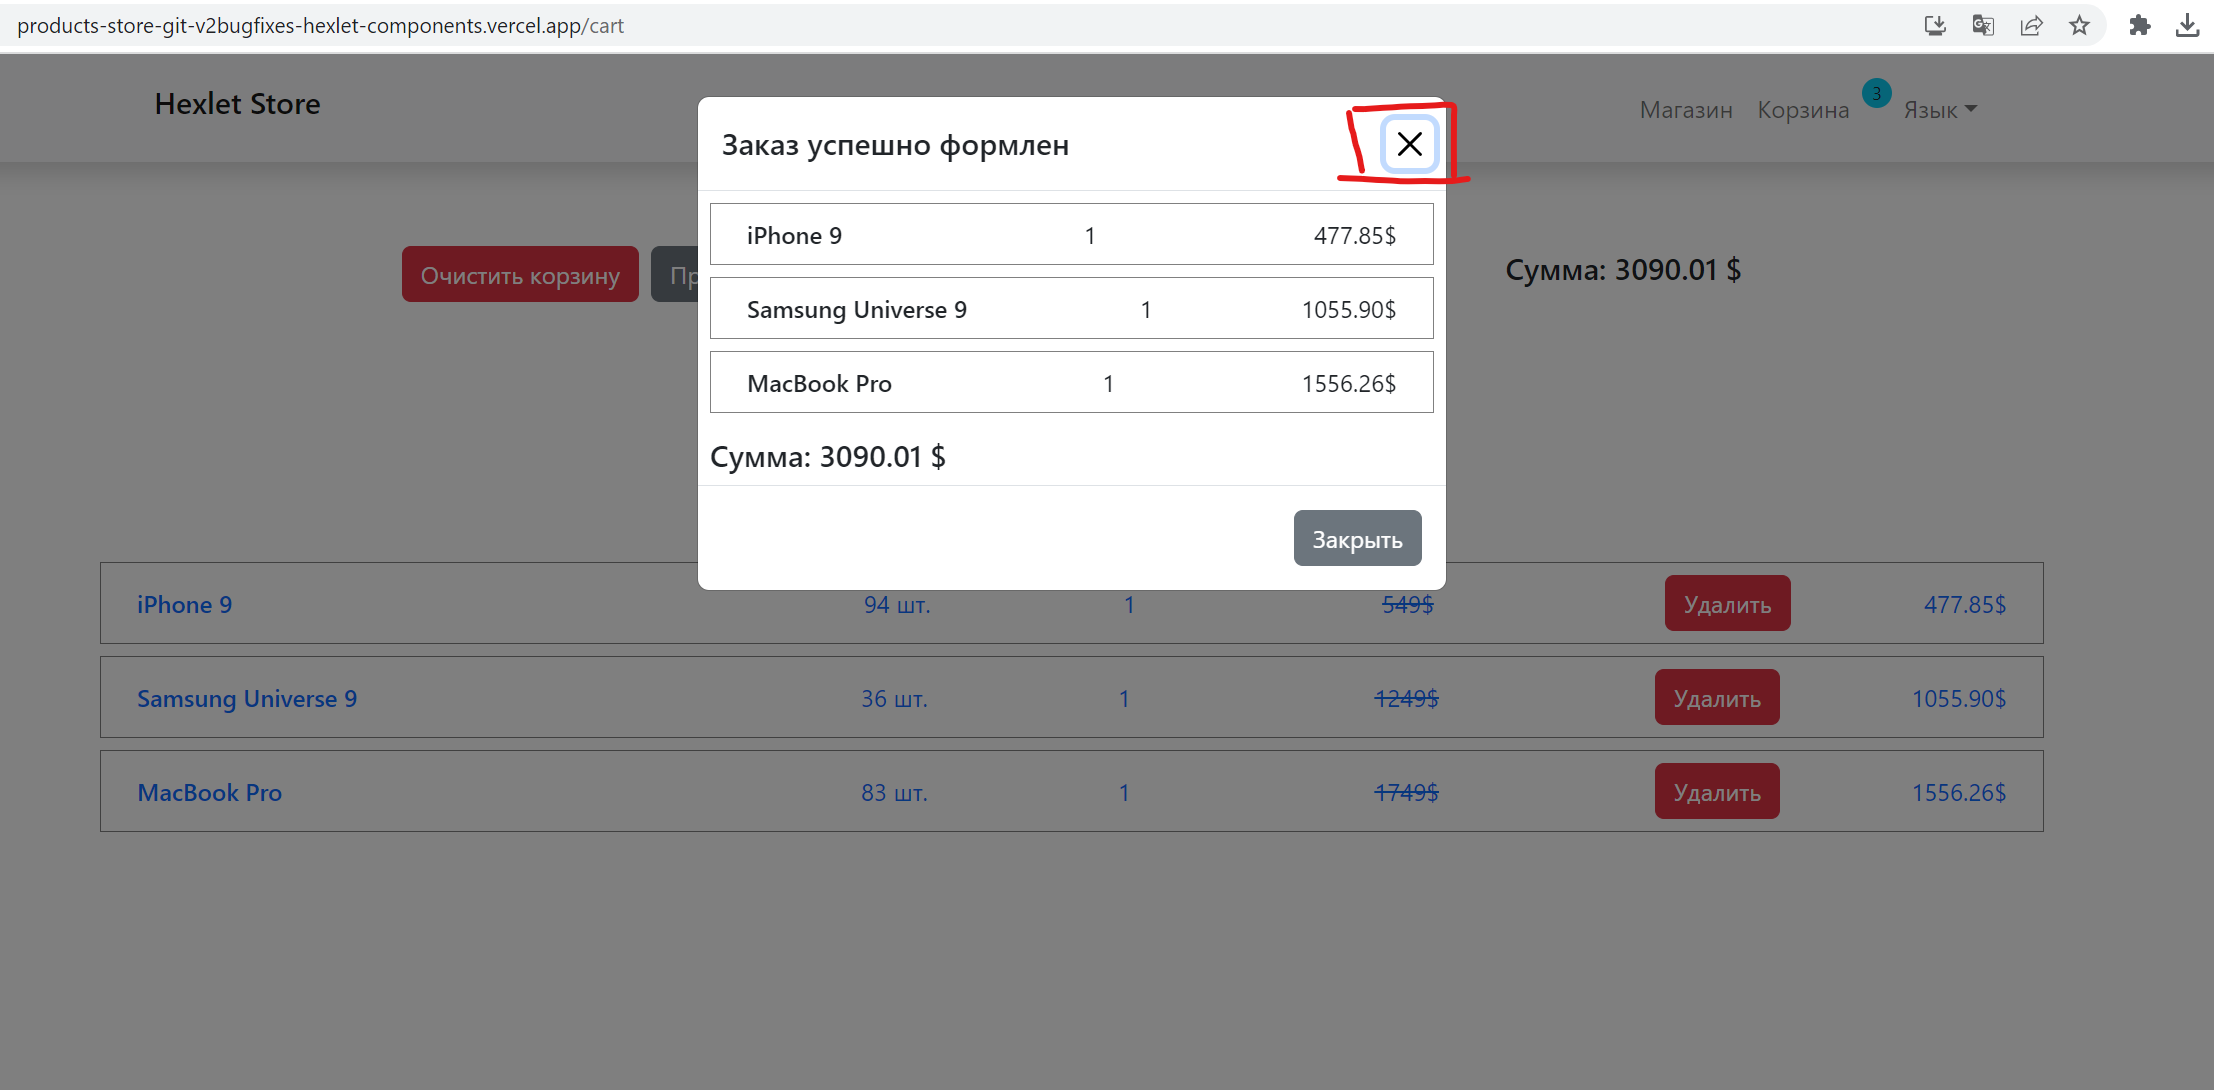 products-store-git-v2bugfixes-hexlet-components.vercel.app/cart
Hexlet Store
Магазин Корзина 3 Язык
Заказ успешно формлен
iPhone 9 1 477.85$
Samsung Universe 9 1 1055.90$
MacBook Pro 1 1556.26$
Сумма: 3090.01 $
Закрыть
Очистить корзину Пр
Сумма: 3090.01 $
iPhone 9 94 шт. 1 549$ Удалить 477.85$
Samsung Universe 9 36 шт. 1 1249$ Удалить 1055.90$
MacBook Pro 83 шт. 1 1749$ Удалить 1556.26$